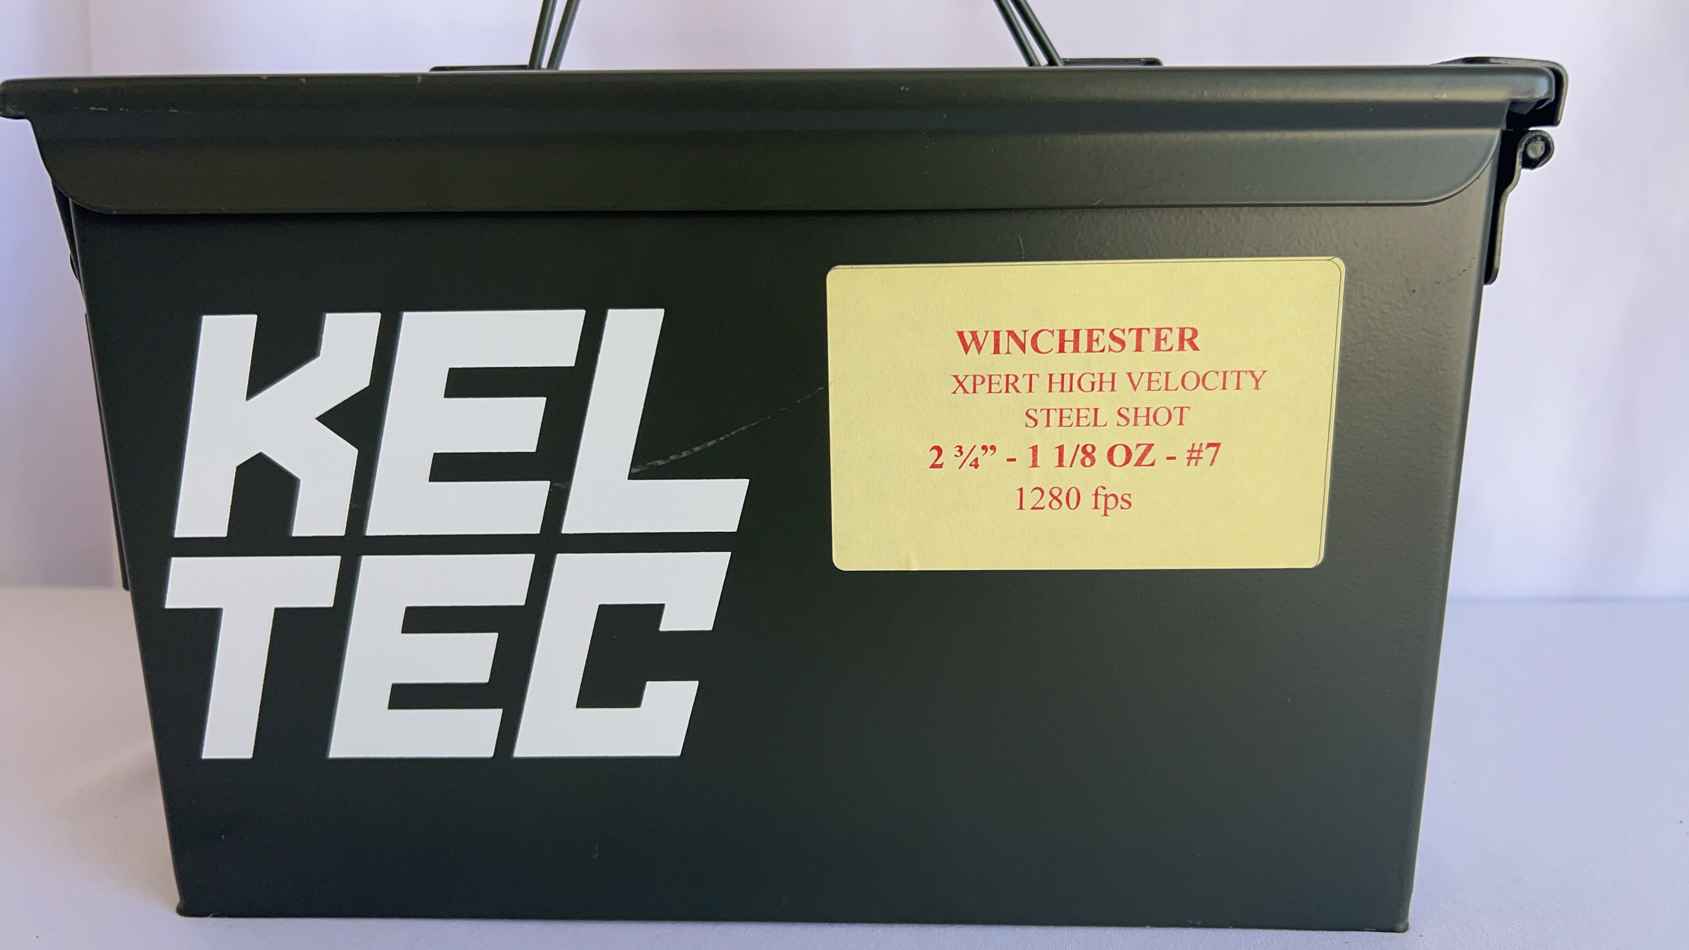 KEL
TEC
WINCHESTER
XPERT HIGH VELOCITY
STEEL SHOT
2 ¾” - 1 1/8 OZ - #7
1280 fps